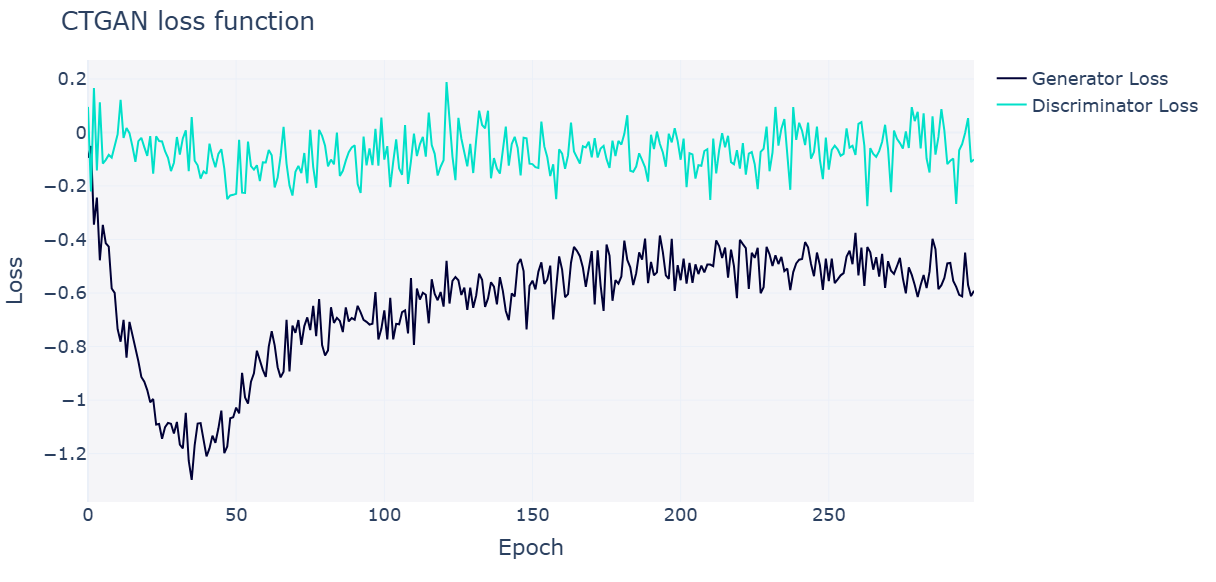 CTGAN loss function
0.2
0
−0.2
−0.4
−0.6
−0.8
−1
−1.2
Loss
0
50
100
150
200
250
Epoch
Generator Loss
Discriminator Loss